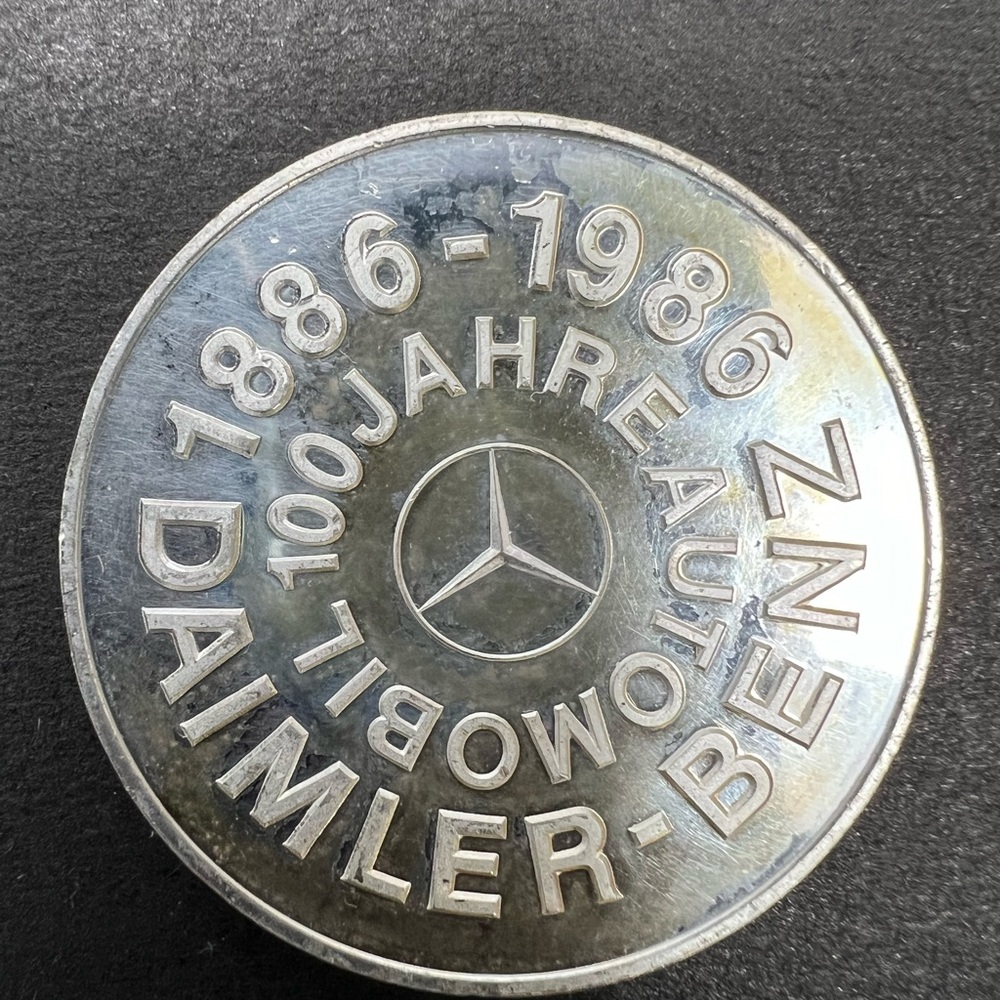 1886-1986
DAIMLER-BENZ
100 JAHRE AUTOMOBIL